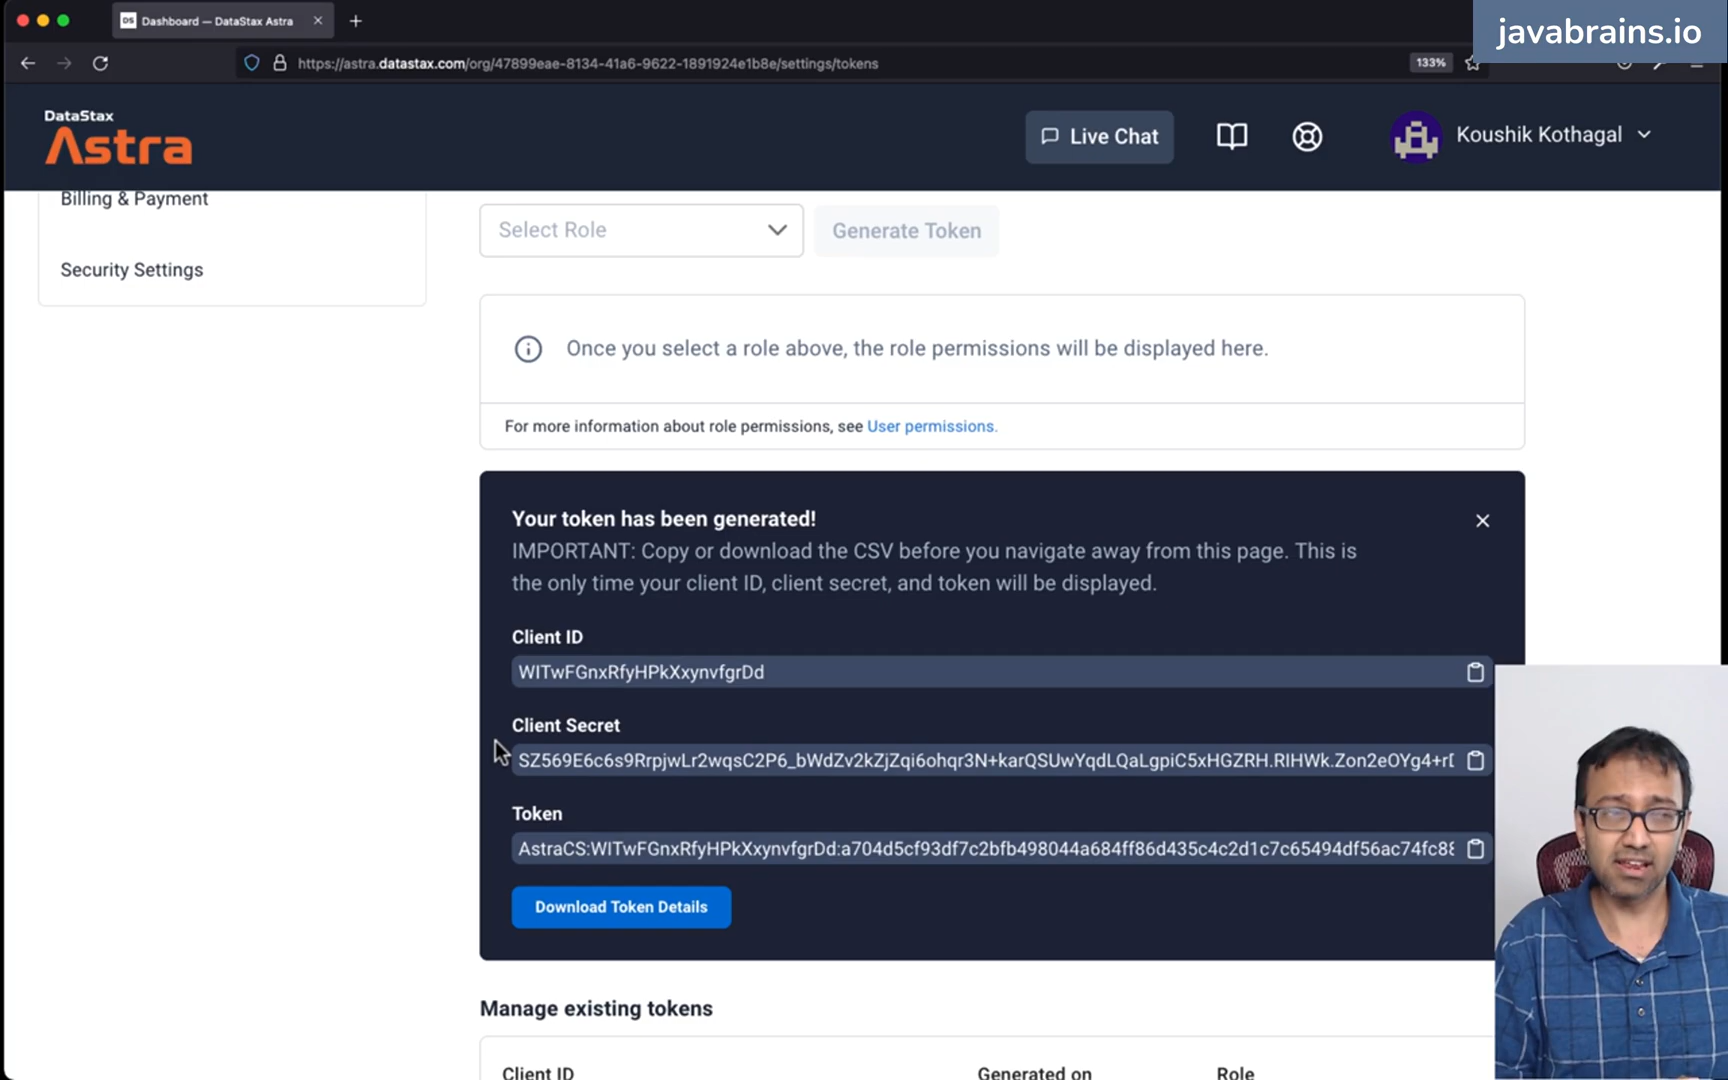 Dashboard — DataStax Astra
javabrains.io
https://astra.datastax.com/org/47899eae-8134-41a6-9622-1891924e1b8e/settings/tokens
133%
DataStax
Astra
Live Chat
Koushik Kothagal
Billing & Payment
Security Settings
Select Role
Generate Token
Once you select a role above, the role permissions will be displayed here.
For more information about role permissions, see User permissions.
Your token has been generated!
IMPORTANT: Copy or download the CSV before you navigate away from this page. This is
the only time your client ID, client secret, and token will be displayed.
Client ID
WITwFGnxRfyHPkXxynvfgrDd
Client Secret
SZ569E6c6s9RrpjwLr2wqsC2P6_bWdZv2kZjZqi6ohqr3N+karQSUwYqdLQaLgpiC5xHGZRH.RIHWk.Zon2eOYg4+r
Token
AstraCS:WITwFGnxRfyHPkXxynvfgrDd:a704d5cf93df7c2bfb498044a684ff86d435c4c2d1c7c65494df56ac74fc8
Download Token Details
Manage existing tokens
Client ID
Generated on
Role